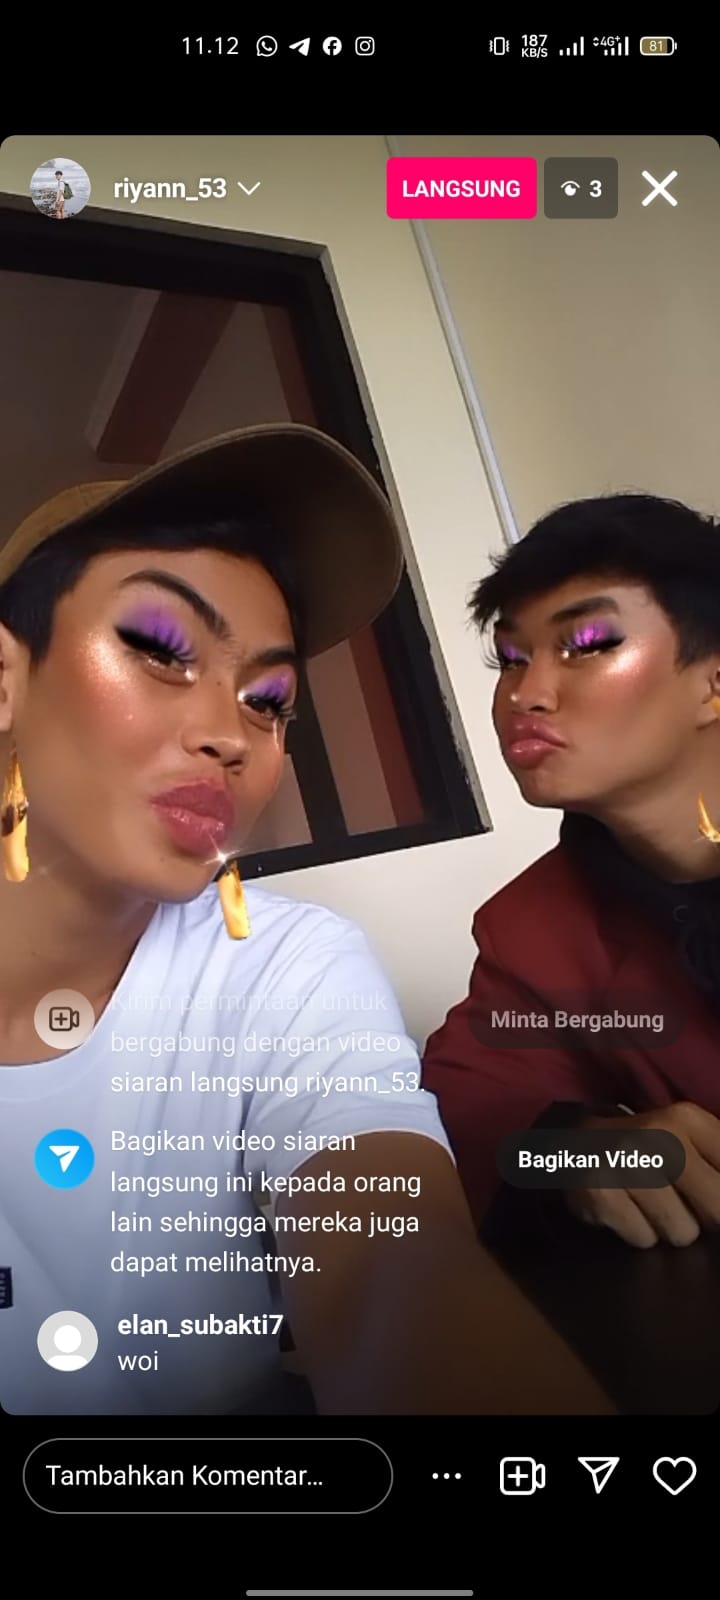 11.12
187
KB/S
4G+
81
riyann_53
LANGSUNG
3
Kirim permintaan untuk
bergabung dengan video
siaran langsung riyann_53.
Minta Bergabung
Bagikan video siaran
langsung ini kepada orang
lain sehingga mereka juga
dapat melihatnya.
Bagikan Video
elan_subakti7
woi
Tambahkan Komentar...